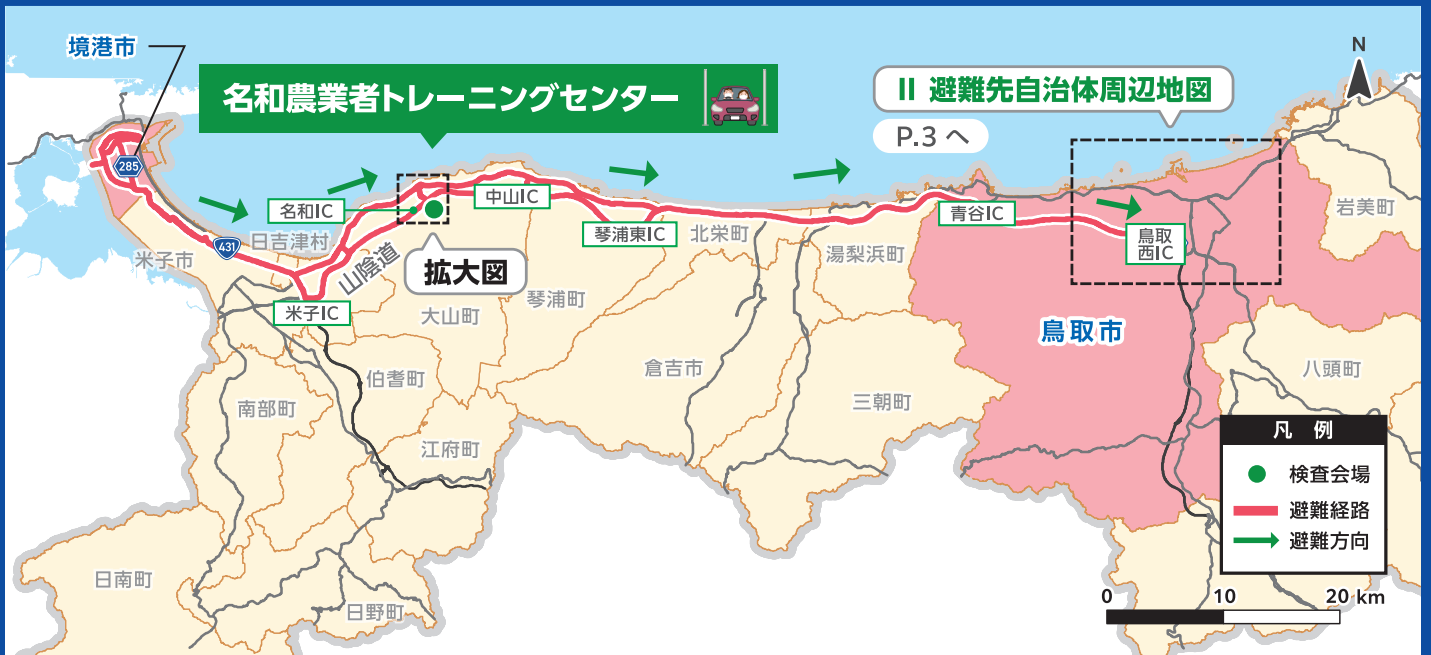 境港市
名和農業者トレーニングセンター
II 避難先自治体周辺地図
P.3 へ
N
285
名和IC
中山IC
431
日吉津村
米子市
山陰道
拡大図
琴浦東IC
北栄町
青谷IC
鳥取
西IC
岩美町
湯梨浜町
米子IC
大山町
琴浦町
鳥取市
倉吉市
八頭町
伯耆町
南部町
三朝町
江府町
日南町
日野町
凡 例
検査会場
避難経路
避難方向
0 10 20 km